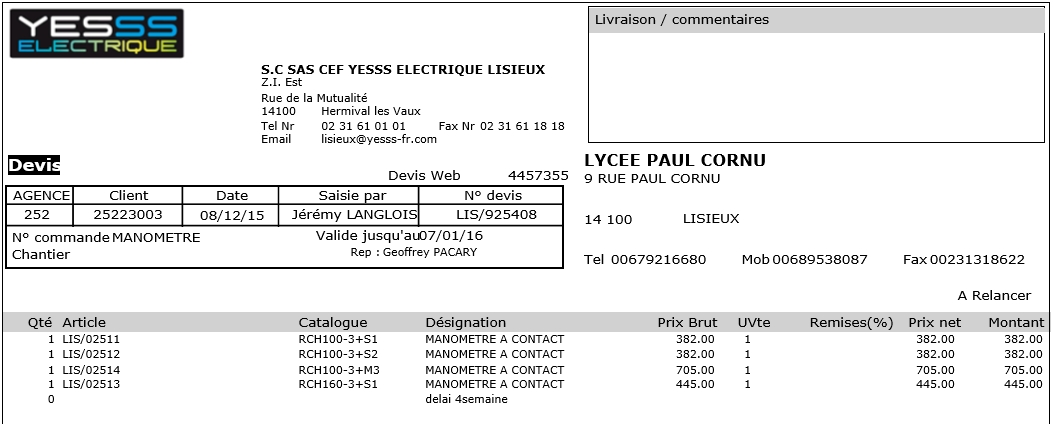 YESSS
ELECTRIQUE
Livraison / commentaires
S.C SAS CEF YESSS ELECTRIQUE LISIEUX
Z.I. Est
Rue de la Mutualité
14100 Hermival les Vaux
Tel Nr 02 31 61 01 01 Fax Nr 02 31 61 18 18
Email lisieux@yesss-fr.com
Devis
Devis Web 4457355
LYCEE PAUL CORNU
9 RUE PAUL CORNU
14 100 LISIEUX
Tel 00679216680 Mob 00689538087 Fax 00231318622
AGENCE Client Date Saisie par N° devis
252 25223003 08/12/15 Jérémy LANGLOIS LIS/925408
N° commande MANOMETRE Valide jusqu'au 07/01/16
Chantier Rep : Geoffrey PACARY
A Relancer
Qté Article Catalogue Désignation Prix Brut UVte Remises(%) Prix net Montant
1 LIS/02511 RCH100-3+S1 MANOMETRE A CONTACT 382.00 1 382.00 382.00
1 LIS/02512 RCH100-3+S2 MANOMETRE A CONTACT 382.00 1 382.00 382.00
1 LIS/02514 RCH100-3+M3 MANOMETRE A CONTACT 705.00 1 705.00 705.00
1 LIS/02513 RCH160-3+S1 MANOMETRE A CONTACT 445.00 1 445.00 445.00
0 delai 4semaine